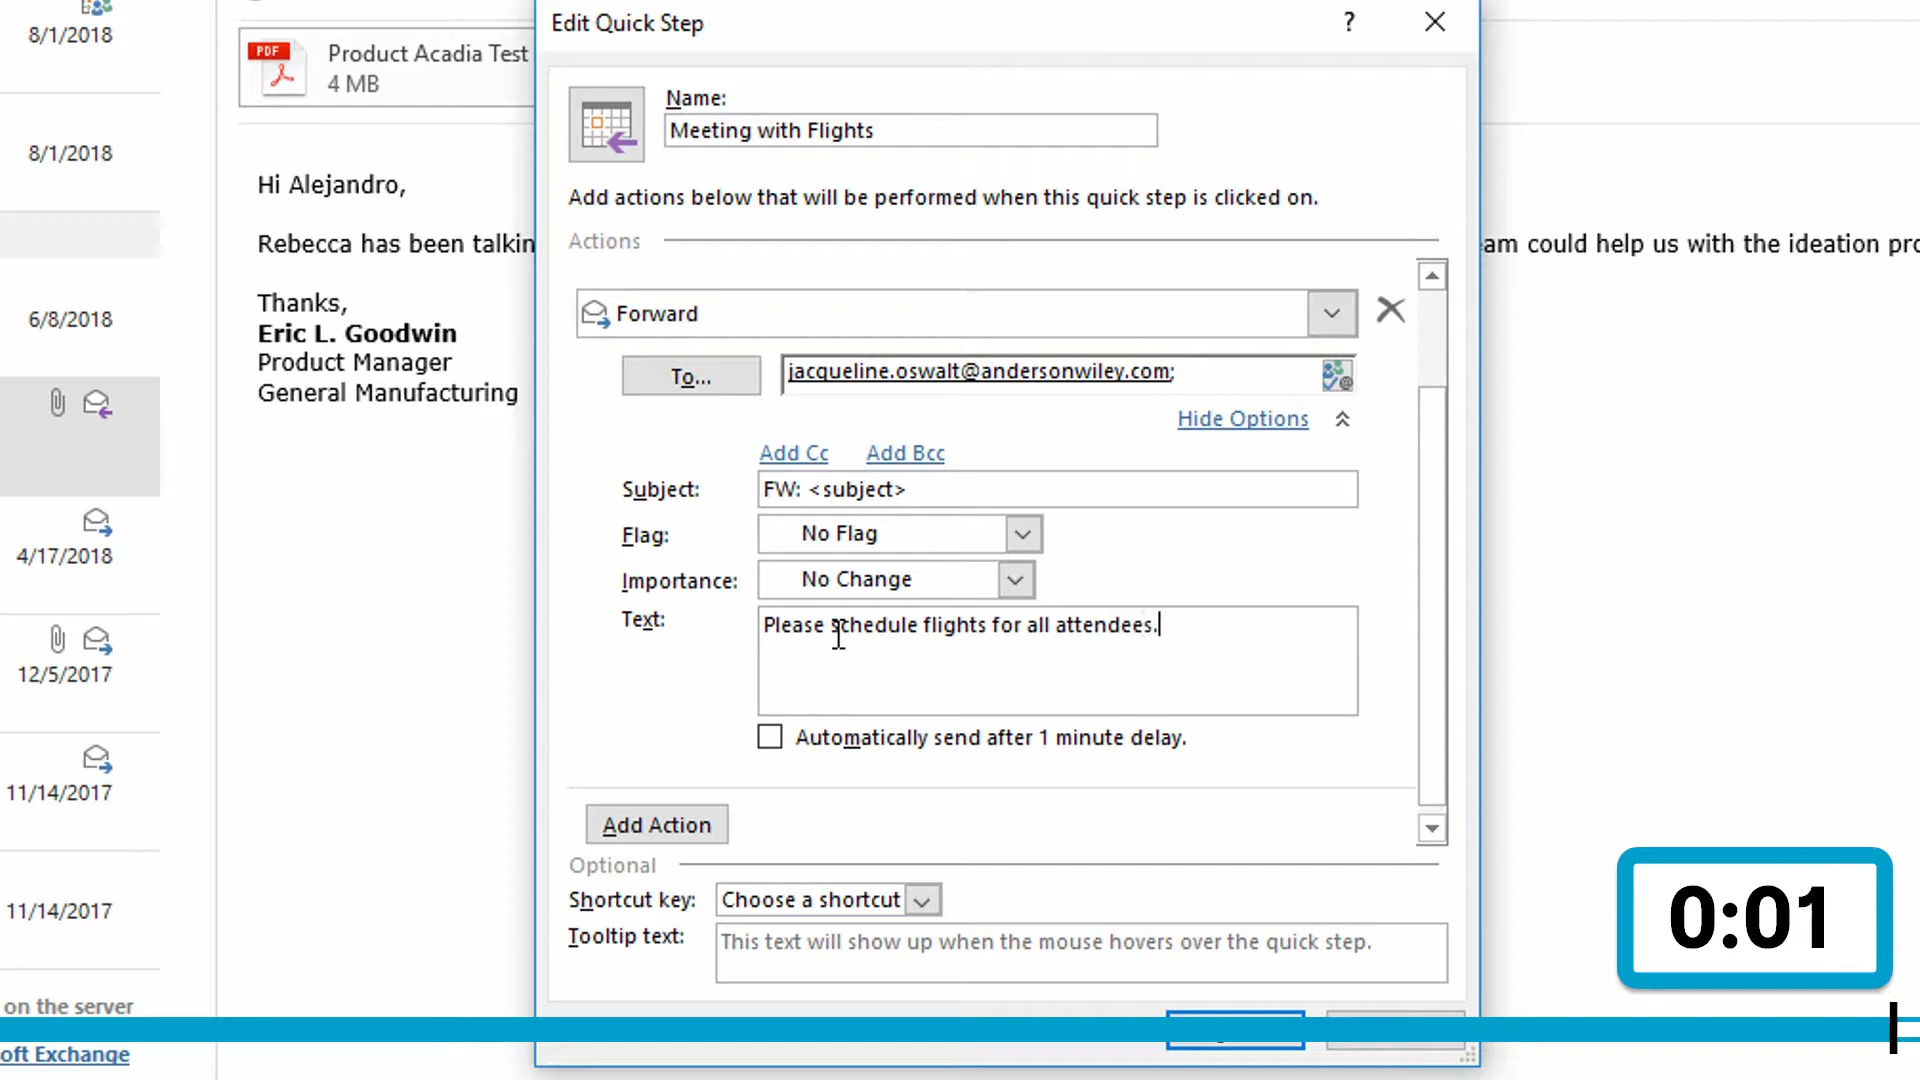 8/1/2018
8/1/2018
6/8/2018
4/17/2018
12/5/2017
11/14/2017
11/14/2017
on the server
oft Exchange
PDF
Product Acadia Test
4 MB
Hi Alejandro,
Rebecca has been talkin
am could help us with the ideation pro
Thanks,
Eric L. Goodwin
Product Manager
General Manufacturing
Edit Quick Step
?
Name:
Meeting with Flights
Add actions below that will be performed when this quick step is clicked on.
Actions
Forward
To...
jacqueline.oswalt@andersonwiley.com;
Hide Options
Add Cc
Add Bcc
Subject:
FW: <subject>
Flag:
No Flag
Importance:
No Change
Text:
Please schedule flights for all attendees.
Automatically send after 1 minute delay.
Add Action
Optional
Shortcut key:
Choose a shortcut
Tooltip text:
This text will show up when the mouse hovers over the quick step.
0:01